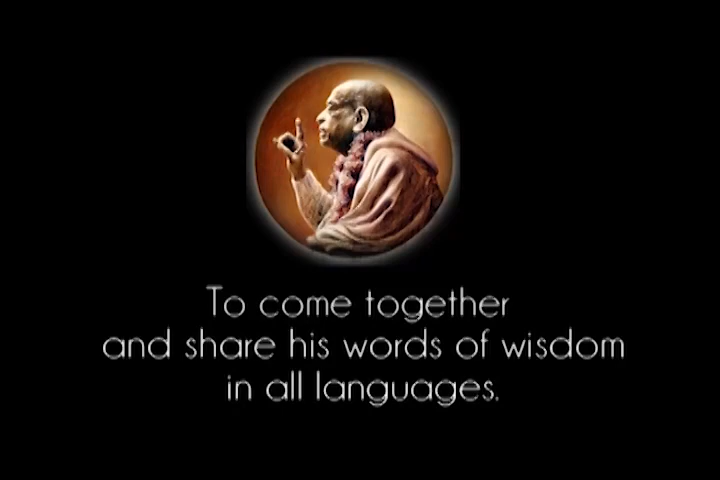 To come together
and share his words of wisdom
in all languages.